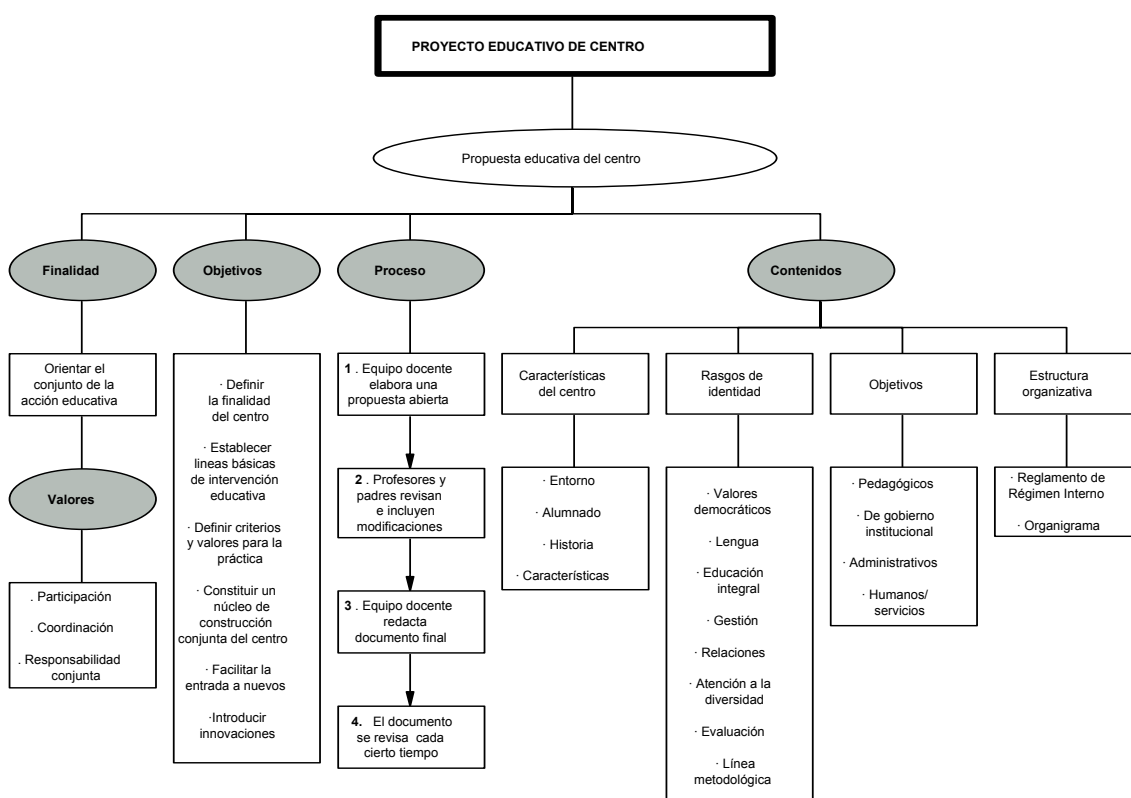 PROYECTO EDUCATIVO DE CENTRO
Propuesta educativa del centro
Finalidad
Objetivos
Proceso
Contenidos
Orientar el
conjunto de la
acción educativa
Valores
. Participación
. Coordinación
. Responsabilidad
conjunta
· Definir
la finalidad
del centro
· Establecer
lineas básicas
de intervención
educativa
· Definir criterios
y valores para la
práctica
· Constituir un
núcleo de
construcción
conjunta del centro
· Facilitar la
entrada a nuevos
·Introducir
innovaciones
1 . Equipo docente
elabora una
propuesta abierta
2 . Profesores y
padres revisan
e incluyen
modificaciones
3 . Equipo docente
redacta
documento final
4. El documento
se revisa cada
cierto tiempo
Características
del centro
· Entorno
· Alumnado
· Historia
· Características
Rasgos de
identidad
· Valores
democráticos
· Lengua
· Educación
integral
· Gestión
· Relaciones
· Atención a la
diversidad
· Evaluación
· Línea
metodológica
Objetivos
· Pedagógicos
· De gobierno
institucional
· Administrativos
· Humanos/
servicios
Estructura
organizativa
· Reglamento de
Régimen Interno
· Organigrama